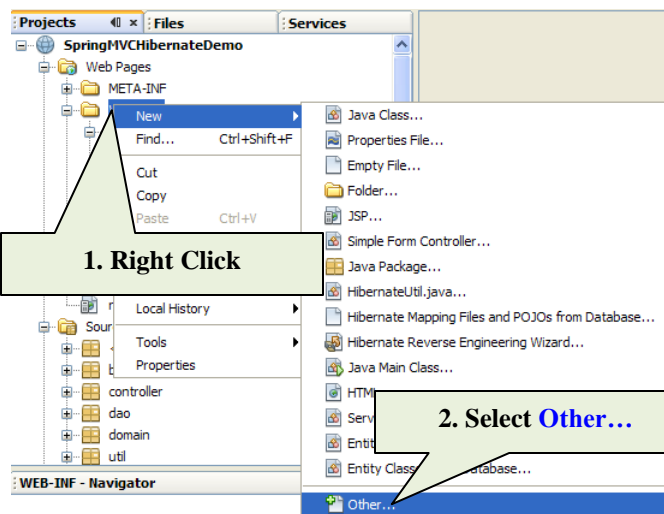 Projects
Files
Services
SpringMVCHibernateDemo
Web Pages
META-INF
New
Find... Ctrl+Shift+F
Cut
Copy
Paste Ctrl+V
1. Right Click
Local History
Tools
Properties
controller
dao
domain
util
WEB-INF - Navigator
Java Class...
Properties File...
Empty File...
Folder...
JSP...
Simple Form Controller...
Java Package...
HibernateUtil.java...
Hibernate Mapping Files and POJOs from Database...
Hibernate Reverse Engineering Wizard...
Java Main Class...
2. Select Other…
Other...